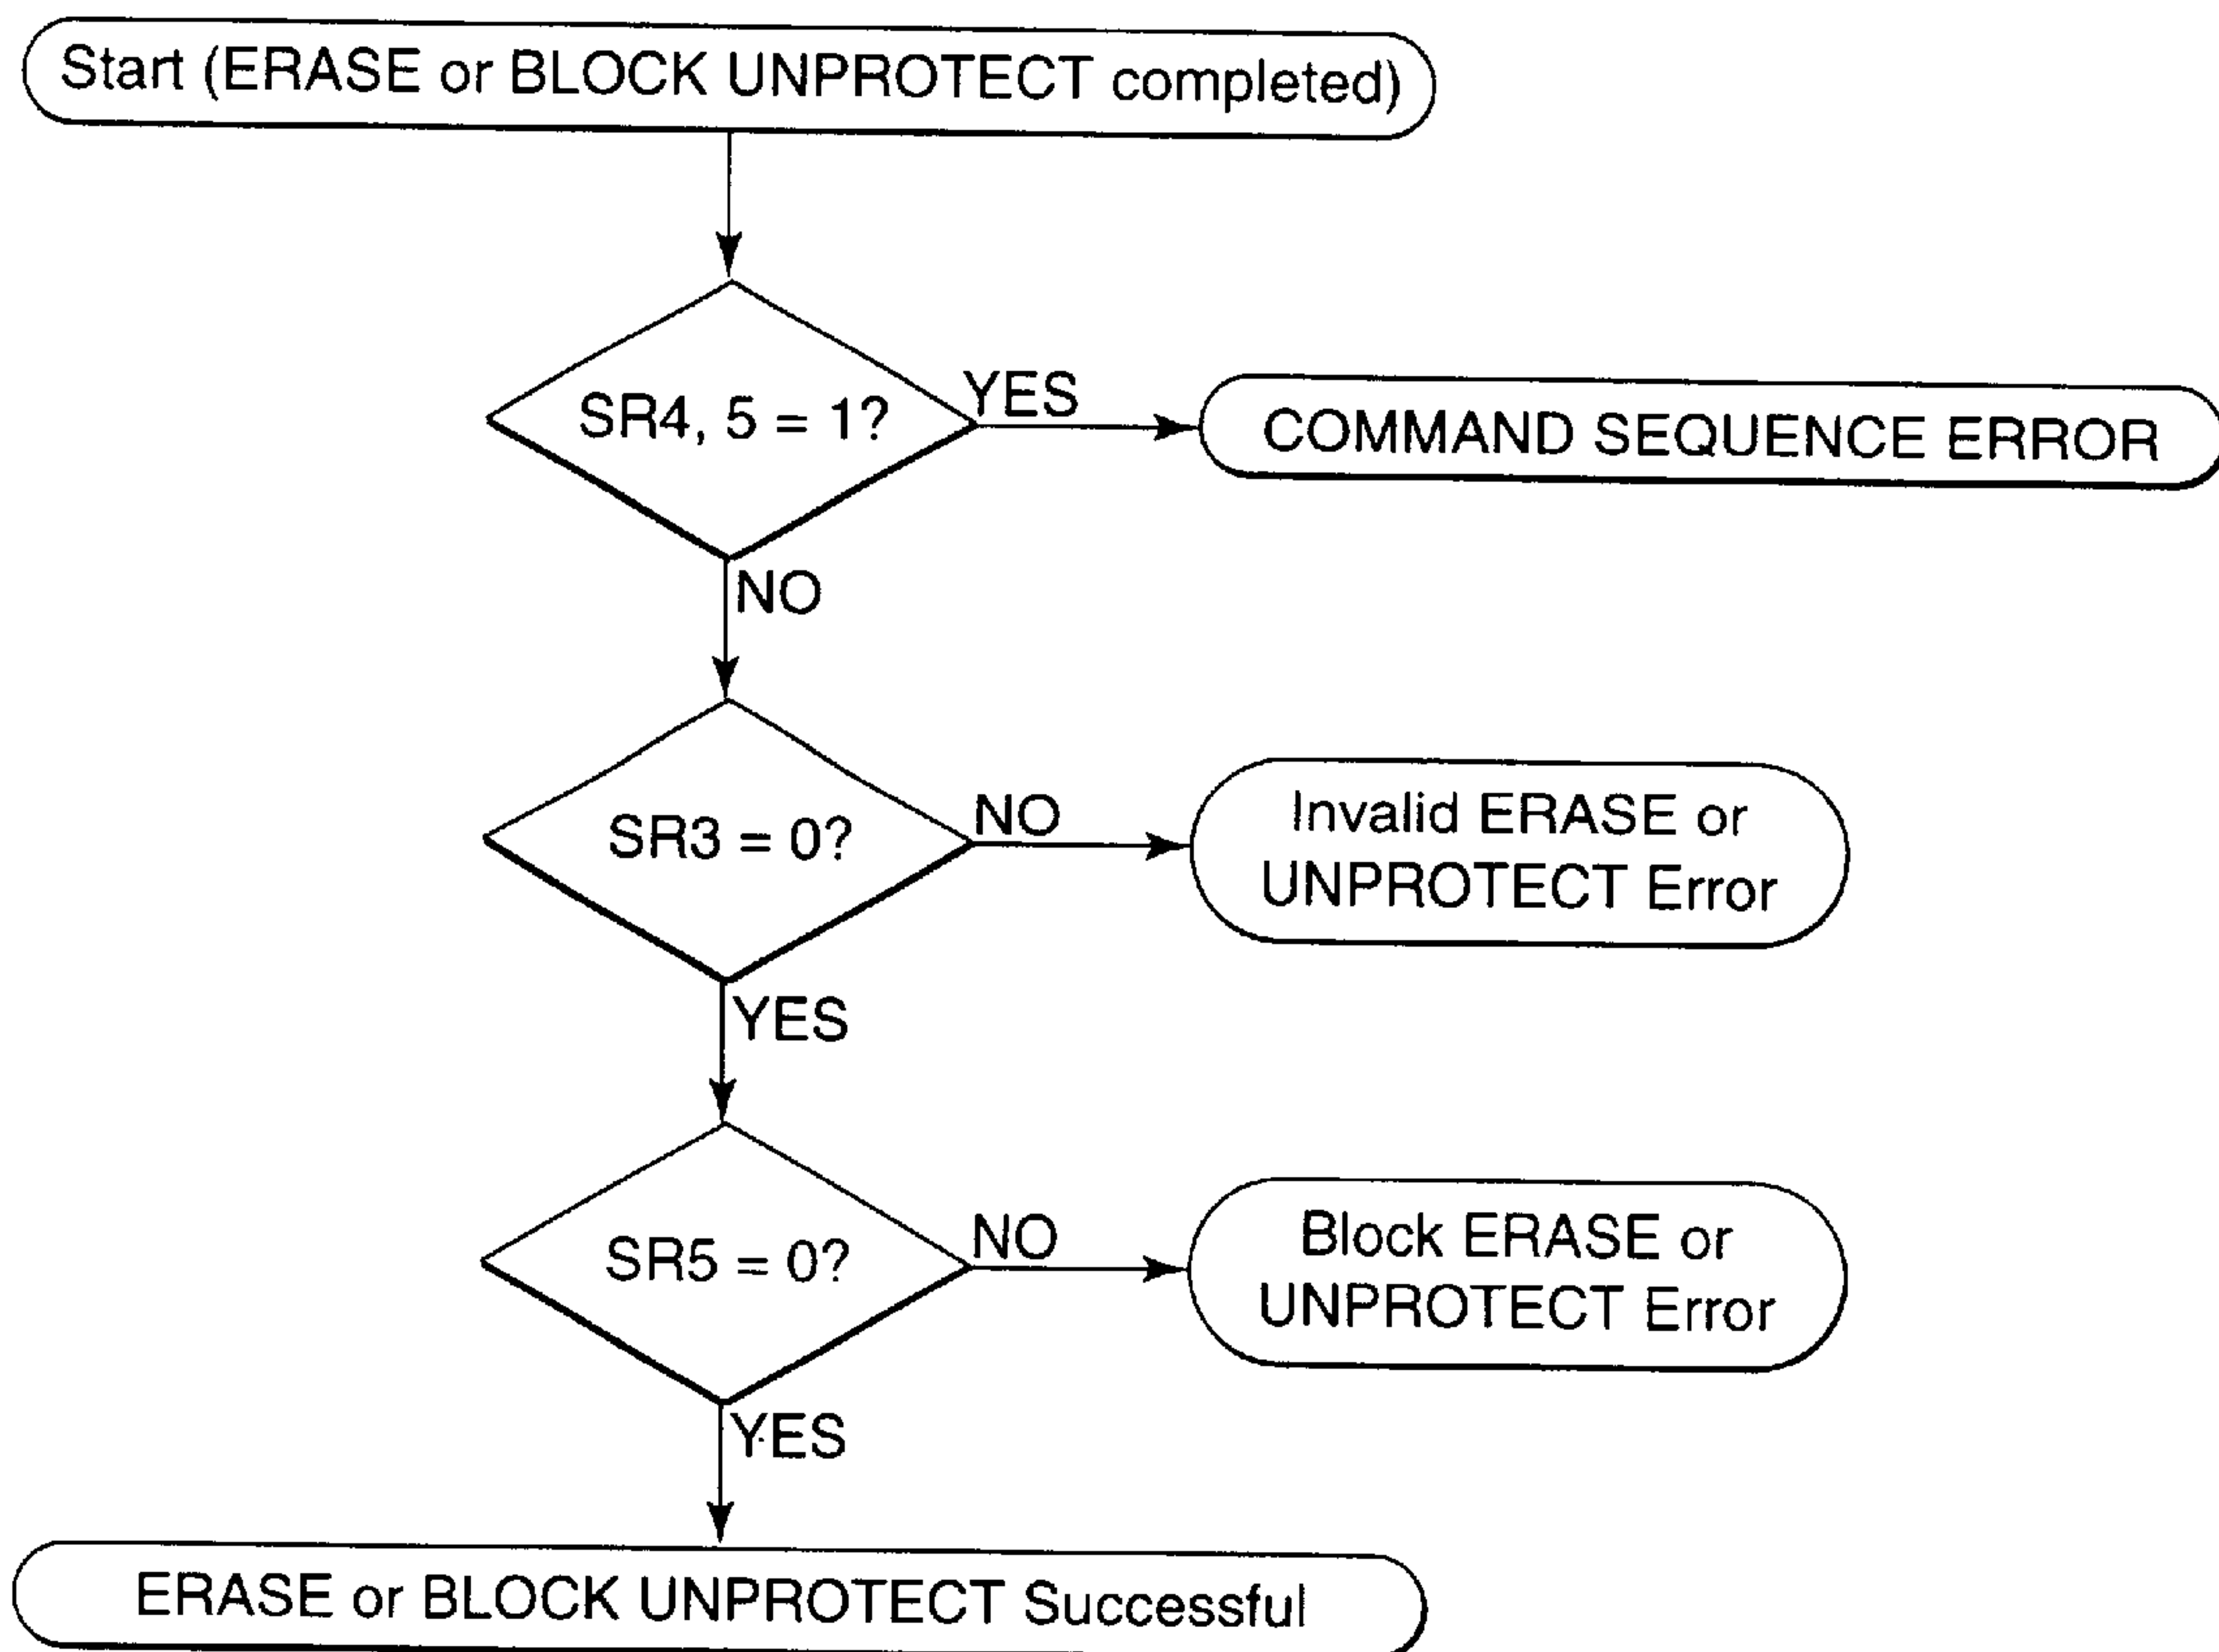 Start (ERASE or BLOCK UNPROTECT completed)
SR4, 5 = 1?
YES
COMMAND SEQUENCE ERROR
NO
SR3 = 0?
NO
Invalid ERASE or
UNPROTECT Error
YES
SR5 = 0?
NO
Block ERASE or
UNPROTECT Error
YES
ERASE or BLOCK UNPROTECT Successful